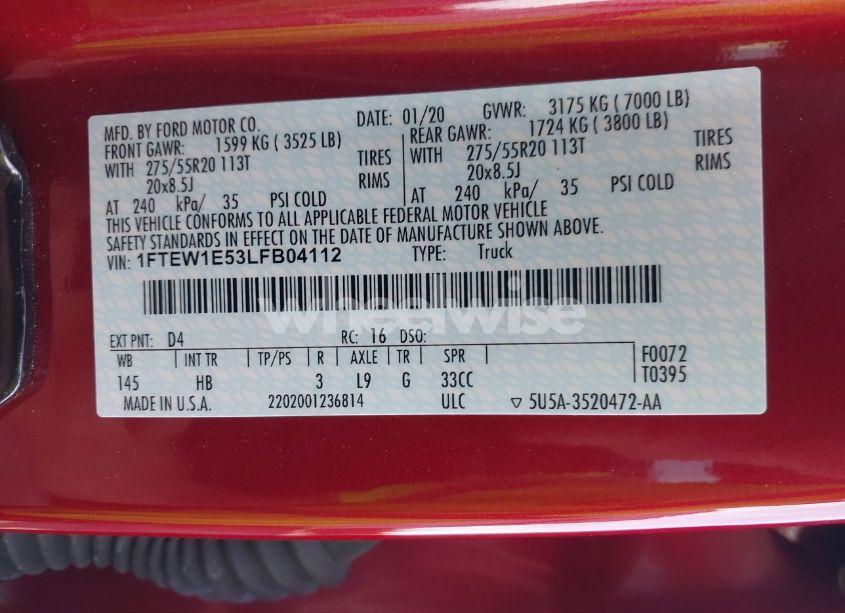 MFD. BY FORD MOTOR CO. DATE: 01/20 GVWR: 3175 KG ( 7000 LB)
FRONT GAWR: 1599 KG ( 3525 LB) REAR GAWR: 1724 KG ( 3800 LB)
WITH 275/55R20 113T TIRES WITH 275/55R20 113T TIRES
20x8.5J RIMS 20x8.5J RIMS
AT 240 kPa/ 35 PSI COLD AT 240 kPa/ 35 PSI COLD
THIS VEHICLE CONFORMS TO ALL APPLICABLE FEDERAL MOTOR VEHICLE
SAFETY STANDARDS IN EFFECT ON THE DATE OF MANUFACTURE SHOWN ABOVE.
VIN: 1FTEW1E53LFB04112 TYPE: Truck
wheelwise
EXT PNT: D4 RC: 16 DSO:
WB INT TR TP/PS R AXLE TR SPR F0072
145 HB 3 L9 G 33CC T0395
MADE IN U.S.A. 2202001236814 ULC ▽ 5U5A-3520472-AA